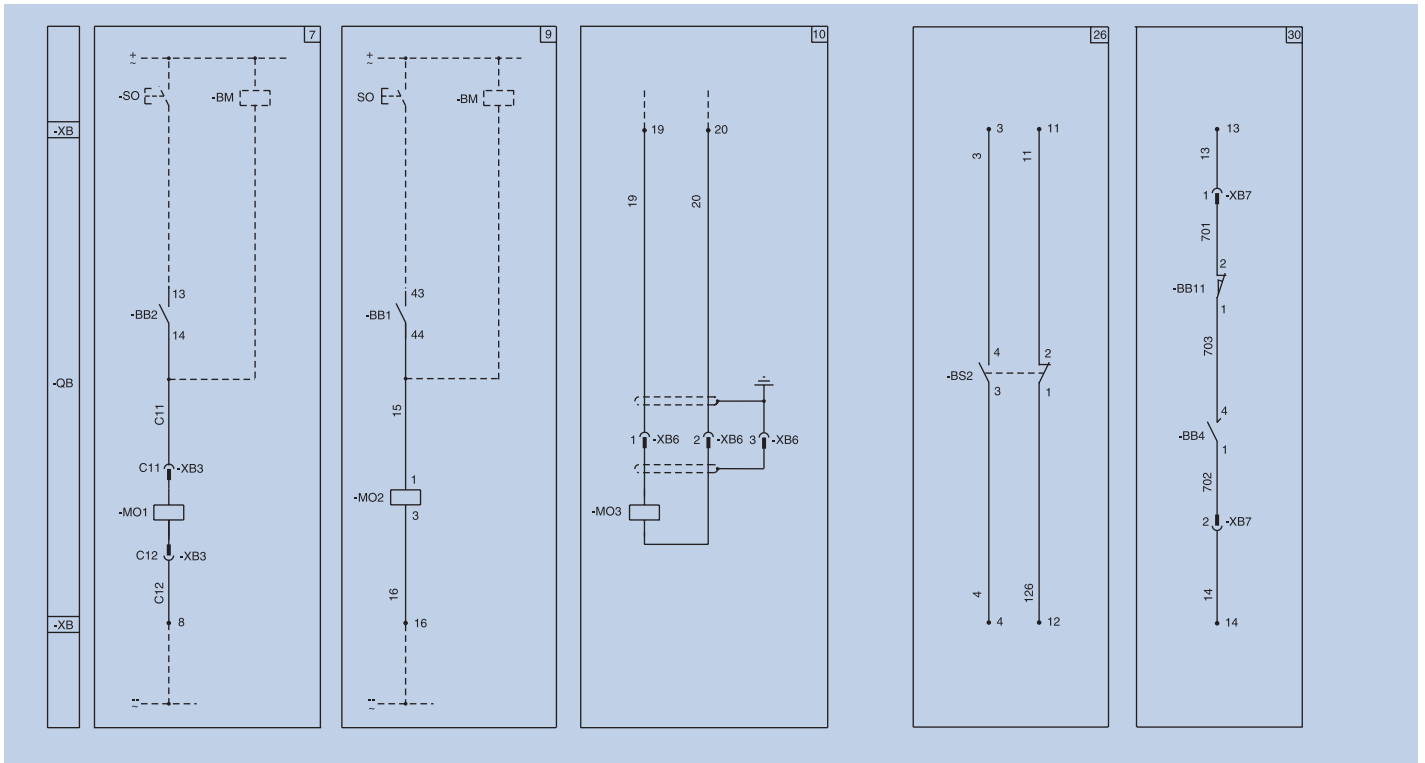 -XB
-QB
-XB
7
+
~
-SO
-BM
13
-BB2
14
C11
C11
-XB3
-MO1
C12
-XB3
C12
8
--
~
9
+
~
SO
-BM
43
-BB1
44
15
1
-MO2
3
16
16
--
~
10
19
20
19
20
1
-XB6
2
-XB6
3
-XB6
-MO3
26
3
11
3
11
4
2
-BS2
3
1
4
126
4
12
30
13
13
1
-XB7
701
2
-BB11
1
703
4
-BB4
1
702
2
-XB7
14
14